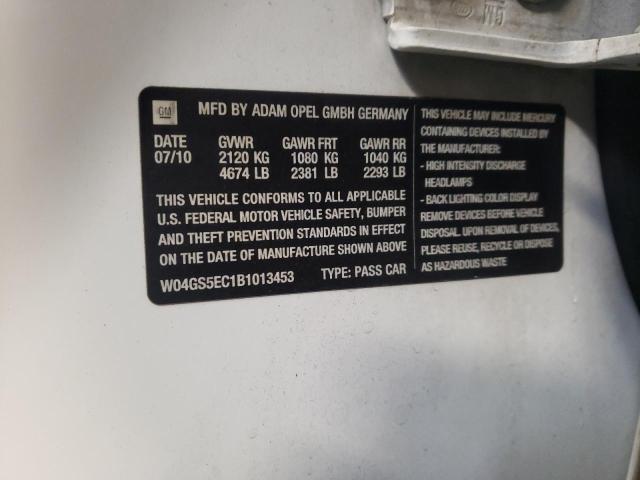 GM
MFD BY ADAM OPEL GMBH GERMANY
DATE GVWR GAWR FRT GAWR RR
07/10 2120 KG 1080 KG 1040 KG
4674 LB 2381 LB 2293 LB
THIS VEHICLE CONFORMS TO ALL APPLICABLE
U.S. FEDERAL MOTOR VEHICLE SAFETY, BUMPER
AND THEFT PREVENTION STANDARDS IN EFFECT
ON THE DATE OF MANUFACTURE SHOWN ABOVE
W04GS5EC1B1013453 TYPE: PASS CAR
THIS VEHICLE MAY INCLUDE MERCURY
CONTAINING DEVICES INSTALLED BY
THE MANUFACTURER:
- HIGH INTENSITY DISCHARGE
HEADLAMPS
- BACK LIGHTING COLOR DISPLAY
REMOVE DEVICES BEFORE VEHICLE
DISPOSAL. UPON REMOVAL OF DEVICES,
PLEASE REUSE, RECYCLE OR DISPOSE
AS HAZARDOUS WASTE